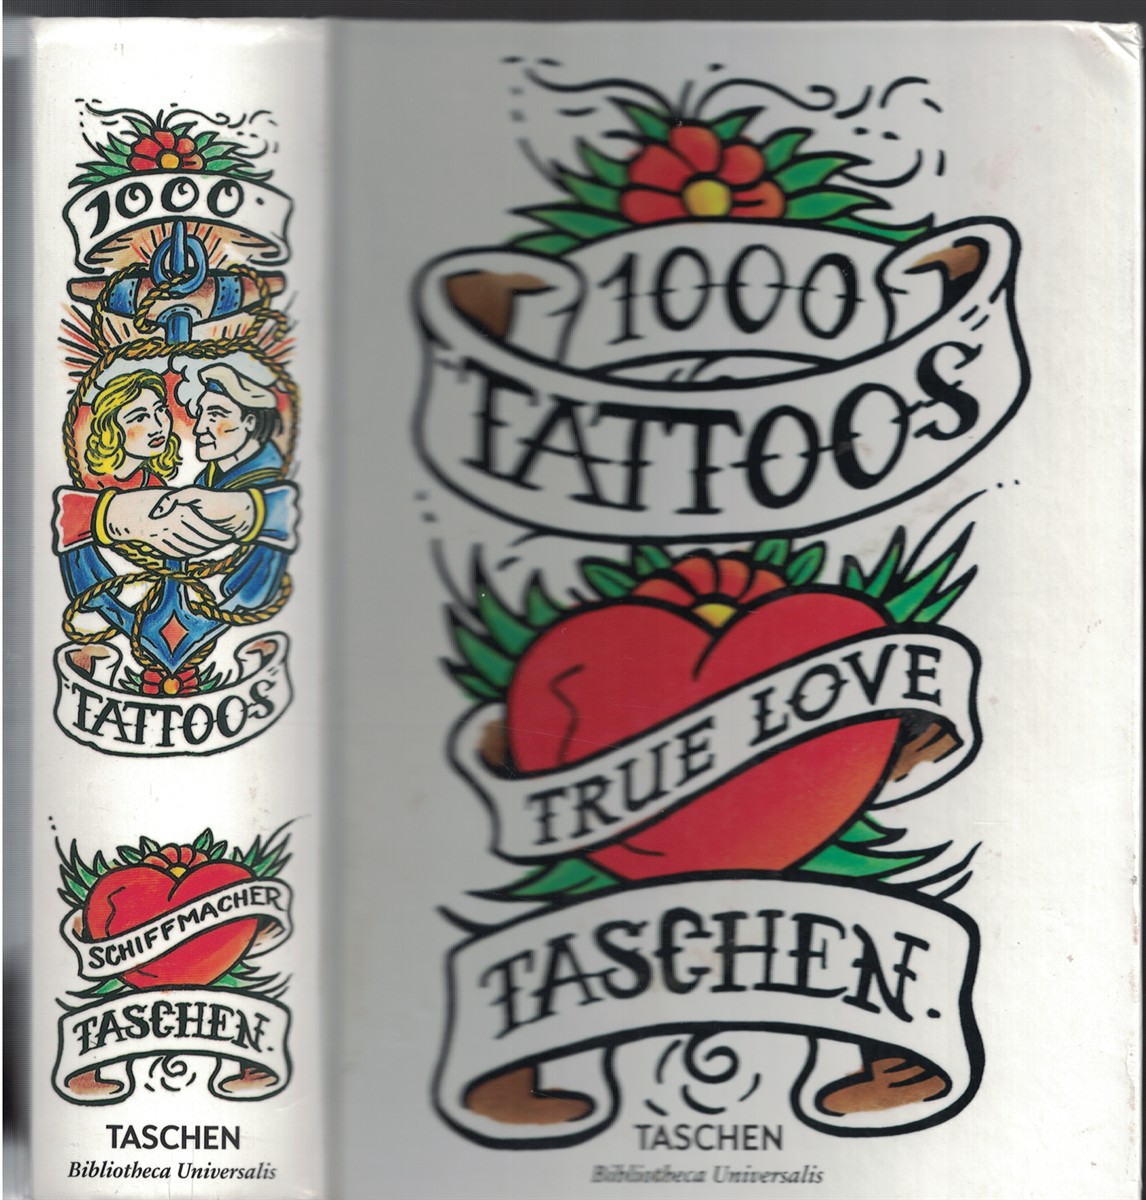 1000
TATTOOS
SCHIFFMACHER
TASCHEN.
TASCHEN
Bibliotheca Universalis
1000
TATTOOS
TRUE LOVE
TASCHEN.
TASCHEN
Bibliotheca Universalis